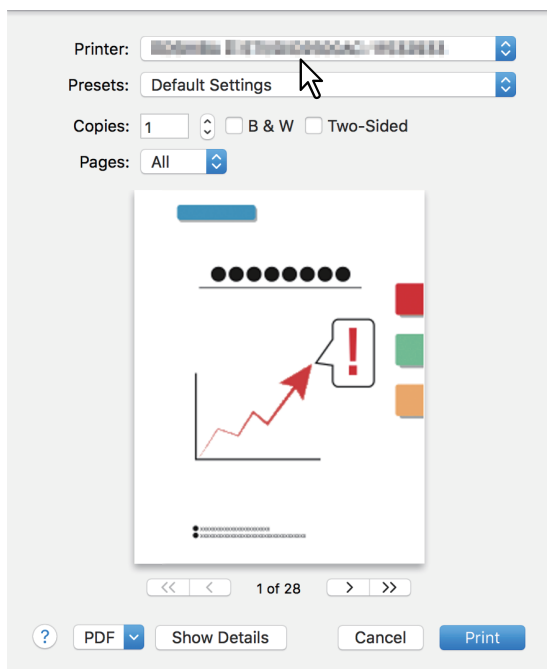 Printer:
Presets: Default Settings
Copies: 1 B & W Two-Sided
Pages: All
!
<< < 1 of 28 > >>
? PDF Show Details Cancel Print